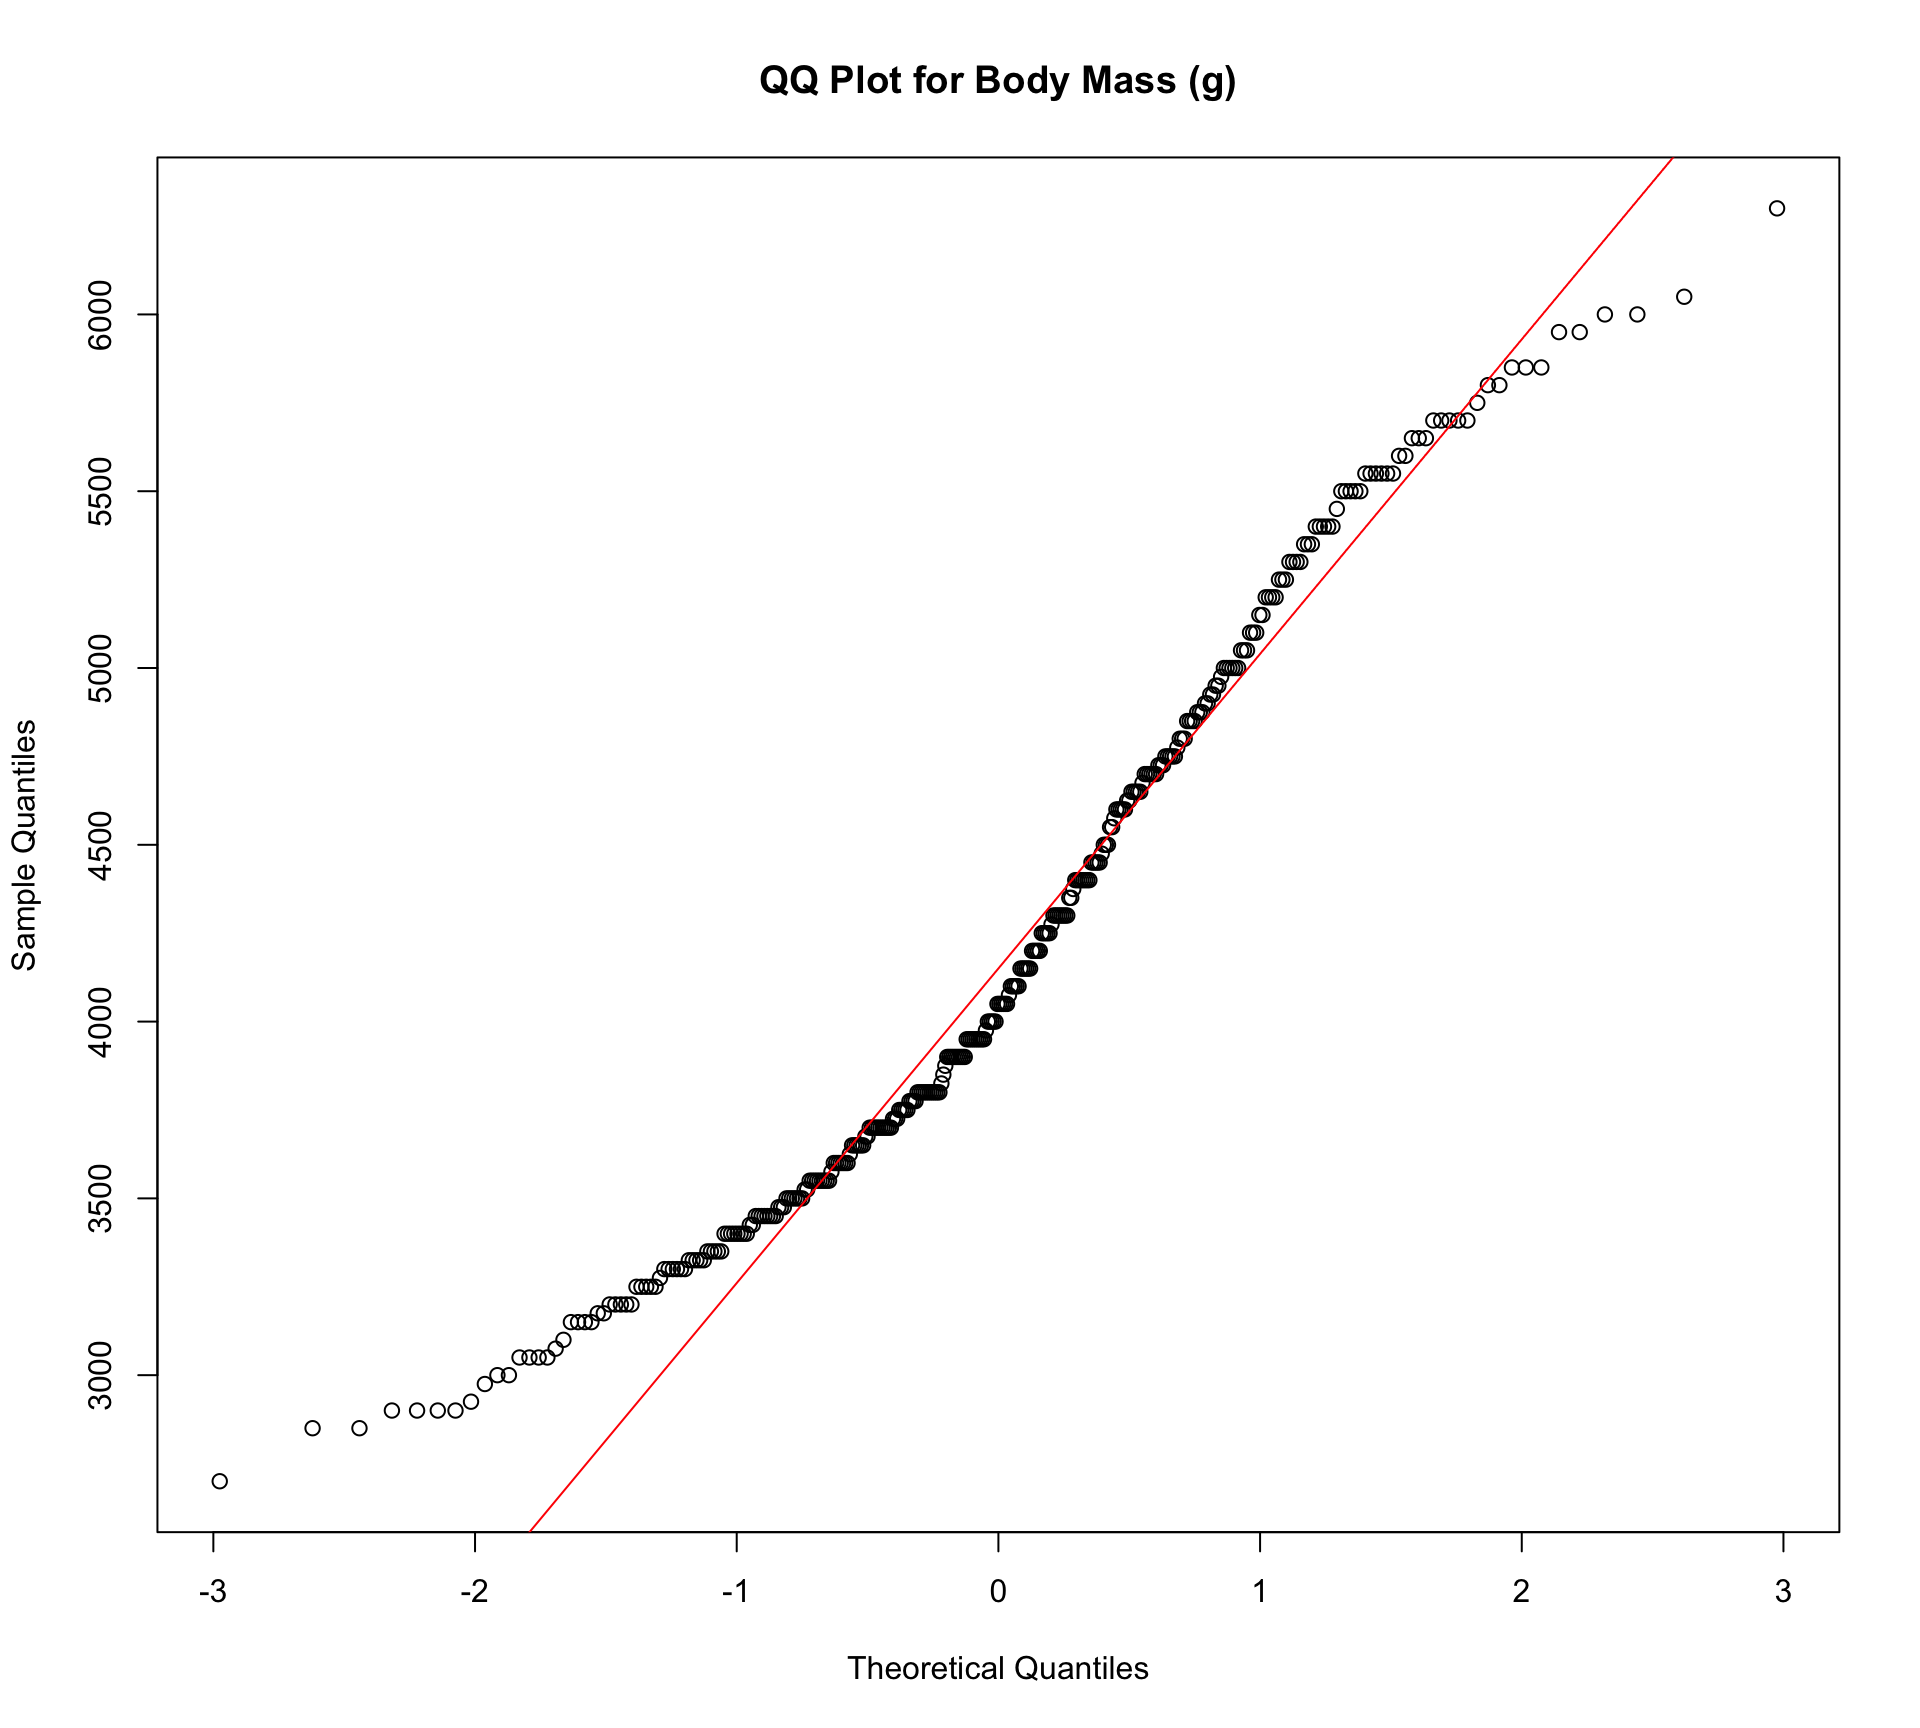 QQ Plot for Body Mass (g)
Sample Quantiles
6000
5500
5000
4500
4000
3500
3000
-3 -2 -1 0 1 2 3
Theoretical Quantiles